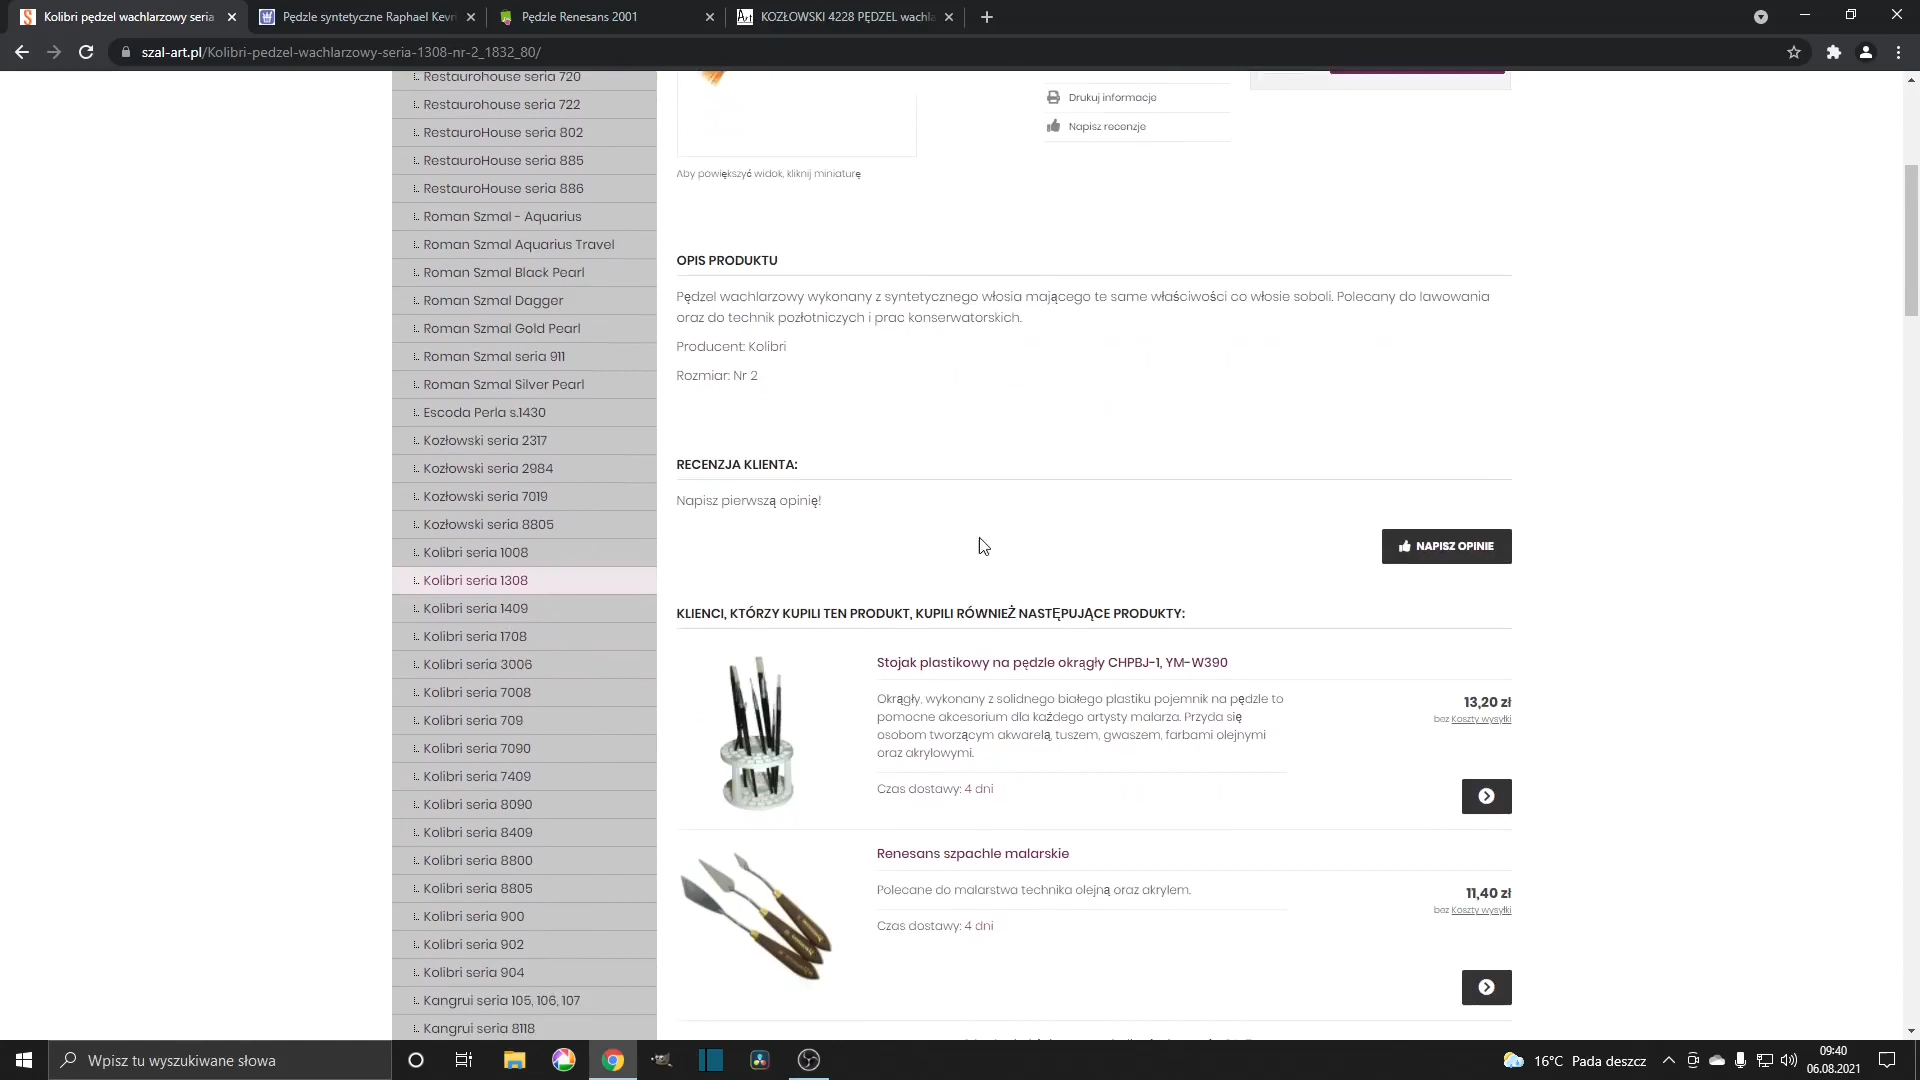 Kolibri pędzel wachlarzowy seria
Pędzle syntetyczne Raphael Kevr
Pędzle Renesans 2001
KOZŁOWSKI 4228 PĘDZEL wachla
szal-art.pl/Kolibri-pedzel-wachlarzowy-seria-1308-nr-2_1832_80/
Restaurohouse seria 720
Restaurohouse seria 722
RestauroHouse seria 802
RestauroHouse seria 885
RestauroHouse seria 886
Roman Szmal - Aquarius
Roman Szmal Aquarius Travel
Roman Szmal Black Pearl
Roman Szmal Dagger
Roman Szmal Gold Pearl
Roman Szmal seria 911
Roman Szmal Silver Pearl
Escoda Perla s.1430
Kozłowski seria 2317
Kozłowski seria 2984
Kozłowski seria 7019
Kozłowski seria 8805
Kolibri seria 1008
Kolibri seria 1308
Kolibri seria 1409
Kolibri seria 1708
Kolibri seria 3006
Kolibri seria 7008
Kolibri seria 709
Kolibri seria 7090
Kolibri seria 7409
Kolibri seria 8090
Kolibri seria 8409
Kolibri seria 8800
Kolibri seria 8805
Kolibri seria 900
Kolibri seria 902
Kolibri seria 904
Kangrui seria 105, 106, 107
Kangrui seria 8118
Drukuj informacje
Napisz recenzje
Aby powiększyć widok, kliknij miniaturę
OPIS PRODUKTU
Pędzel wachlarzowy wykonany z syntetycznego włosia mającego te same właściwości co włosie soboli. Polecany do lawowania
oraz do technik pozłotniczych i prac konserwatorskich.
Producent: Kolibri
Rozmiar: Nr 2
RECENZJA KLIENTA:
Napisz pierwszą opinię!
NAPISZ OPINIE
KLIENCI, KTÓRZY KUPILI TEN PRODUKT, KUPILI RÓWNIEŻ NASTĘPUJĄCE PRODUKTY:
Stojak plastikowy na pędzle okrągły CHPBJ-1, YM-W390
Okrągły, wykonany z solidnego białego plastiku pojemnik na pędzle to
pomocne akcesorium dla każdego artysty malarza. Przyda się
osobom tworzącym akwarelą, tuszem, gwaszem, farbami olejnymi
oraz akrylowymi.
Czas dostawy: 4 dni
13,20 zł
bez Koszty wysyłki
Renesans szpachle malarskie
Polecane do malarstwa technika olejną oraz akrylem.
Czas dostawy: 4 dni
11,40 zł
bez Koszty wysyłki
Wpisz tu wyszukiwane słowa
16°C Pada deszcz
09:40
06.08.2021